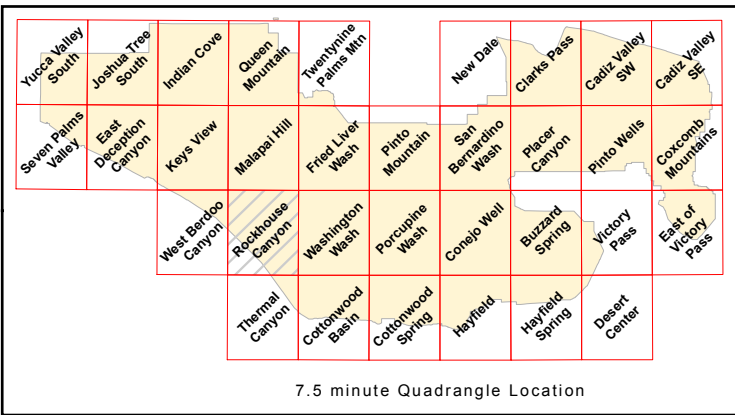 Yucca Valley
South
Joshua Tree
South
Indian Cove
Queen
Mountain
Twentynine
Palms Mtn
New Dale
Clarks Pass
Cadiz Valley
SW
Cadiz Valley
SE
Seven Palms
Valley
East
Deception
Canyon
Keys View
Malapai Hill
Fried Liver
Wash
Pinto
Mountain
San
Bernardino
Wash
Placer
Canyon
Pinto Wells
Coxcomb
Mountains
West Berdoo
Canyon
Rockhouse
Canyon
Washington
Wash
Porcupine
Wash
Conejo Well
Buzzard
Spring
Victory
Pass
East of
Victory
Pass
Thermal
Canyon
Cottonwood
Basin
Cottonwood
Spring
Hayfield
Hayfield
Spring
Desert
Center
7.5 minute Quadrangle Location